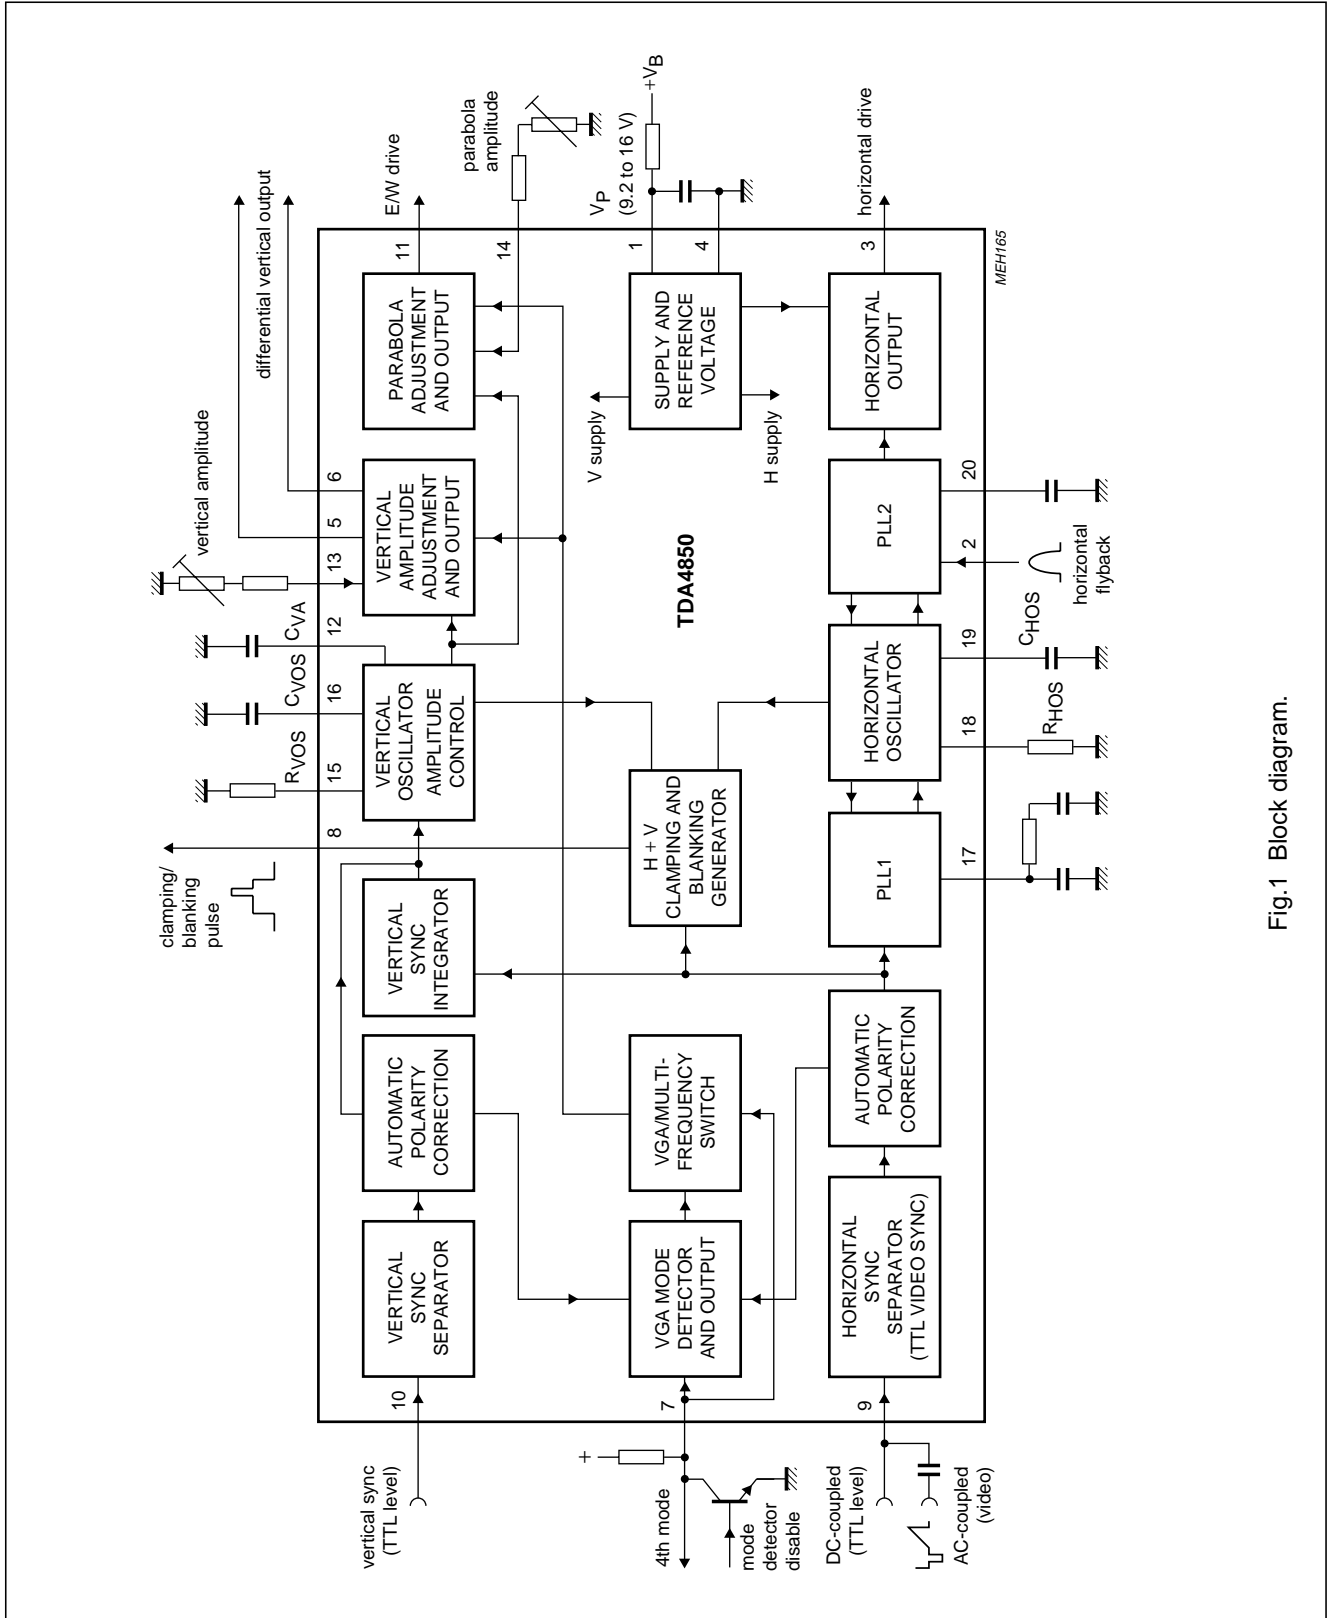 vertical sync
(TTL level)
10
VERTICAL
SYNC
SEPARATOR
AUTOMATIC
POLARITY
CORRECTION
VERTICAL
SYNC
INTEGRATOR
clamping/
blanking
pulse
8
RVOS
15
CVOS
16
CVA
12
VERTICAL
OSCILLATOR
AMPLITUDE
CONTROL
vertical amplitude
13
5
6
VERTICAL
AMPLITUDE
ADJUSTMENT
AND OUTPUT
differential vertical output
PARABOLA
ADJUSTMENT
AND OUTPUT
11
E/W drive
14
parabola
amplitude
4th mode
+
mode
detector
disable
7
VGA MODE
DETECTOR
AND OUTPUT
VGA/MULTI-
FREQUENCY
SWITCH
H + V
CLAMPING AND
BLANKING
GENERATOR
TDA4850
V supply
H supply
SUPPLY AND
REFERENCE
VOLTAGE
1
4
VP
(9.2 to 16 V)
+VB
DC-coupled
(TTL level)
AC-coupled
(video)
9
HORIZONTAL
SYNC
SEPARATOR
(TTL VIDEO SYNC)
AUTOMATIC
POLARITY
CORRECTION
PLL1
17
HORIZONTAL
OSCILLATOR
18
RHOS
19
CHOS
PLL2
2
horizontal
flyback
20
HORIZONTAL
OUTPUT
3
horizontal drive
MEH165
Fig.1 Block diagram.